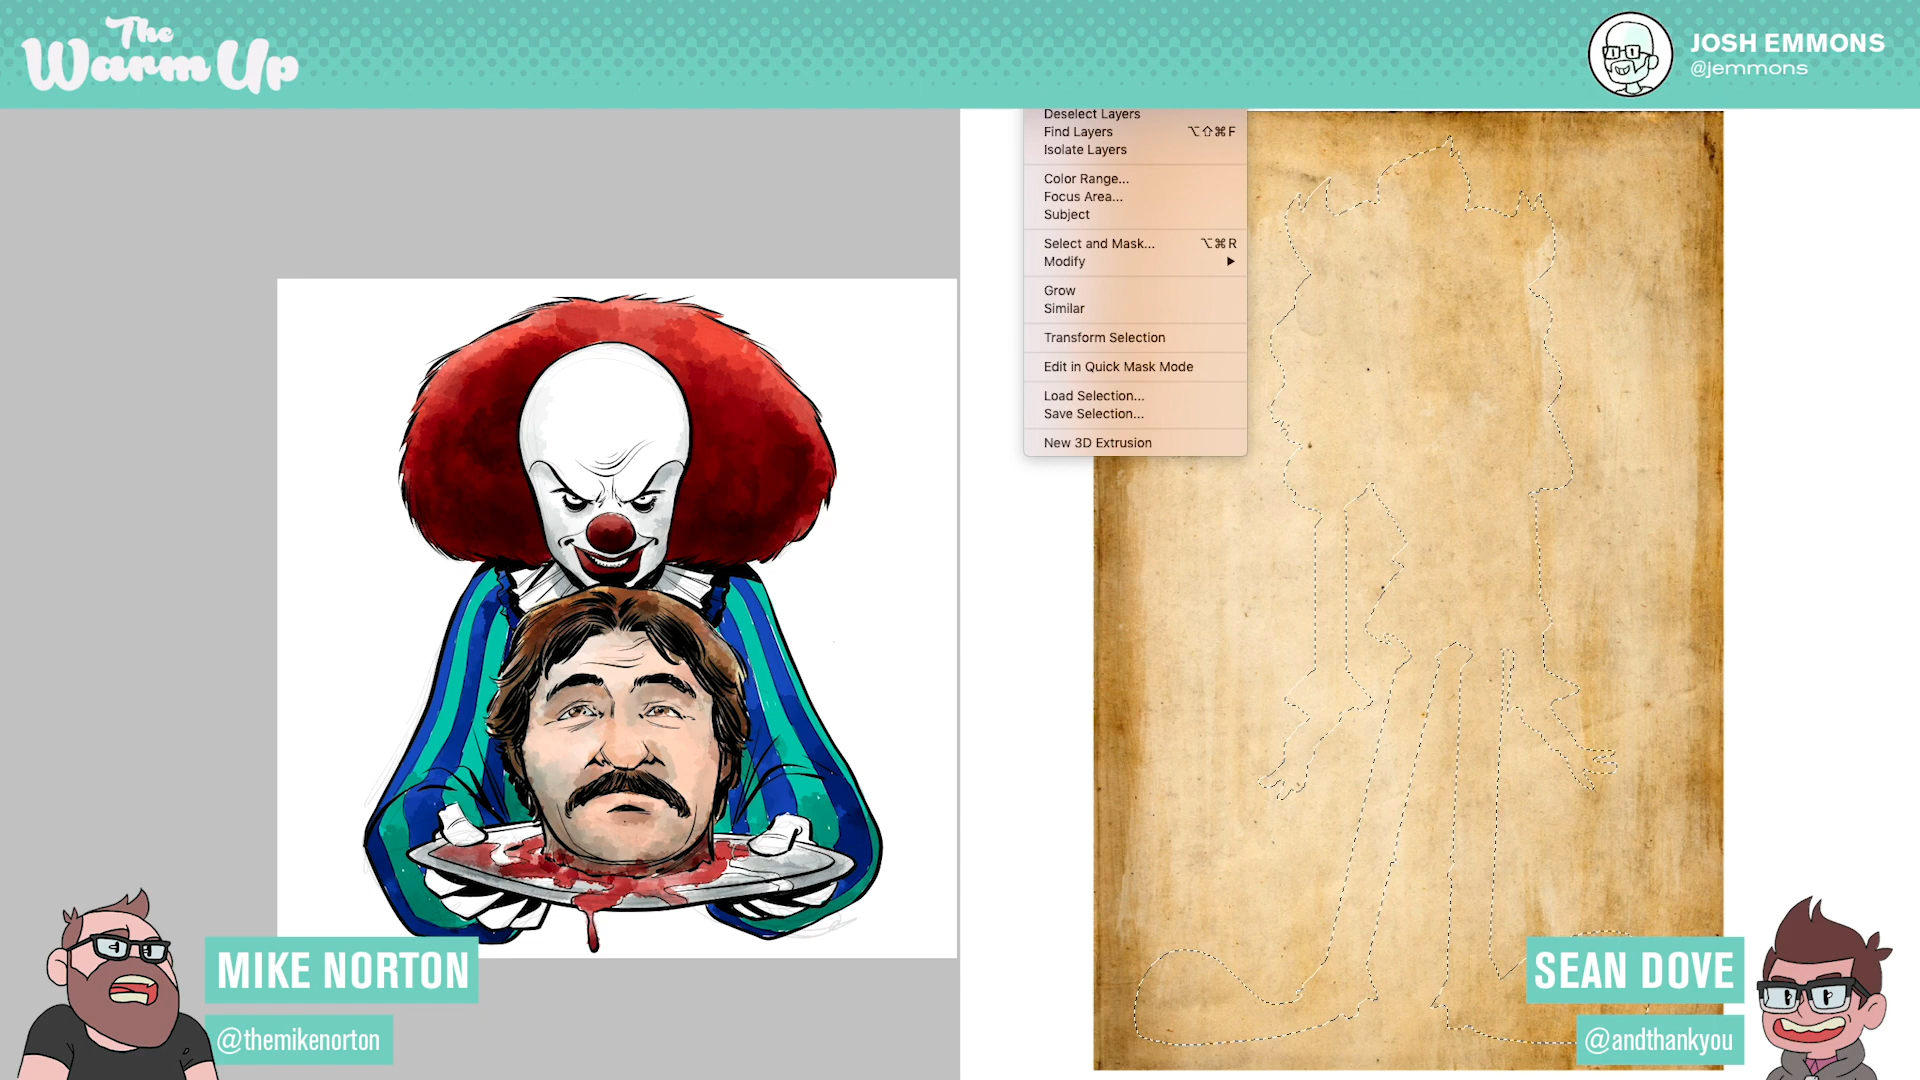 The
Warm Up
JOSH EMMONS
@jemmons
Deselect Layers
Find Layers ⌥⇧⌘F
Isolate Layers
Color Range...
Focus Area...
Subject
Select and Mask... ⌥⌘R
Modify ▶
Grow
Similar
Transform Selection
Edit in Quick Mask Mode
Load Selection...
Save Selection...
New 3D Extrusion
MIKE NORTON
@themikenorton
SEAN DOVE
@andthankyou